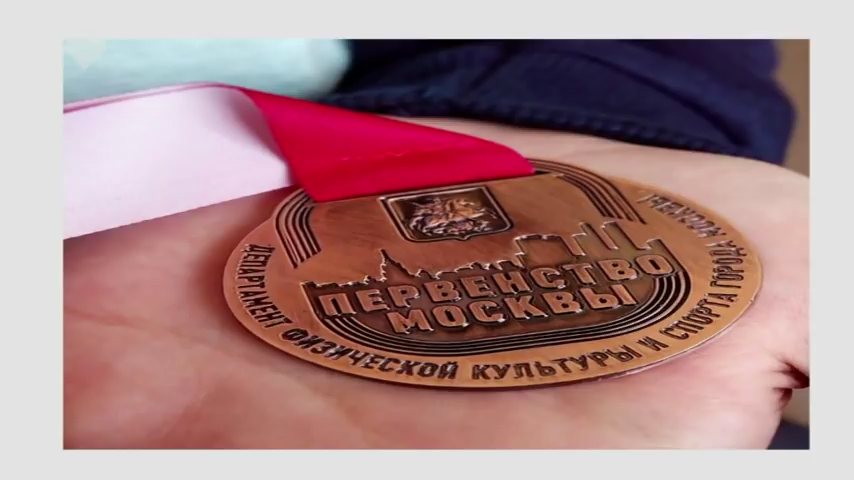 ПЕРВЕНСТВО
МОСКВЫ
ДЕПАРТАМЕНТ ФИЗИЧЕСКОЙ КУЛЬТУРЫ И СПОРТА ГОРОДА МОСКВЫ